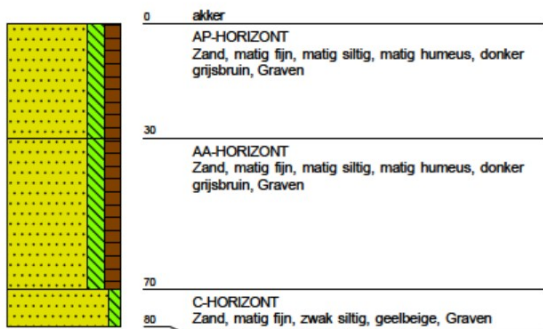 0 akker
AP-HORIZONT
Zand, matig fijn, matig siltig, matig humeus, donker
grijsbruin, Graven
30
AA-HORIZONT
Zand, matig fijn, matig siltig, matig humeus, donker
grijsbruin, Graven
70
C-HORIZONT
Zand, matig fijn, zwak siltig, geelbeige, Graven
80